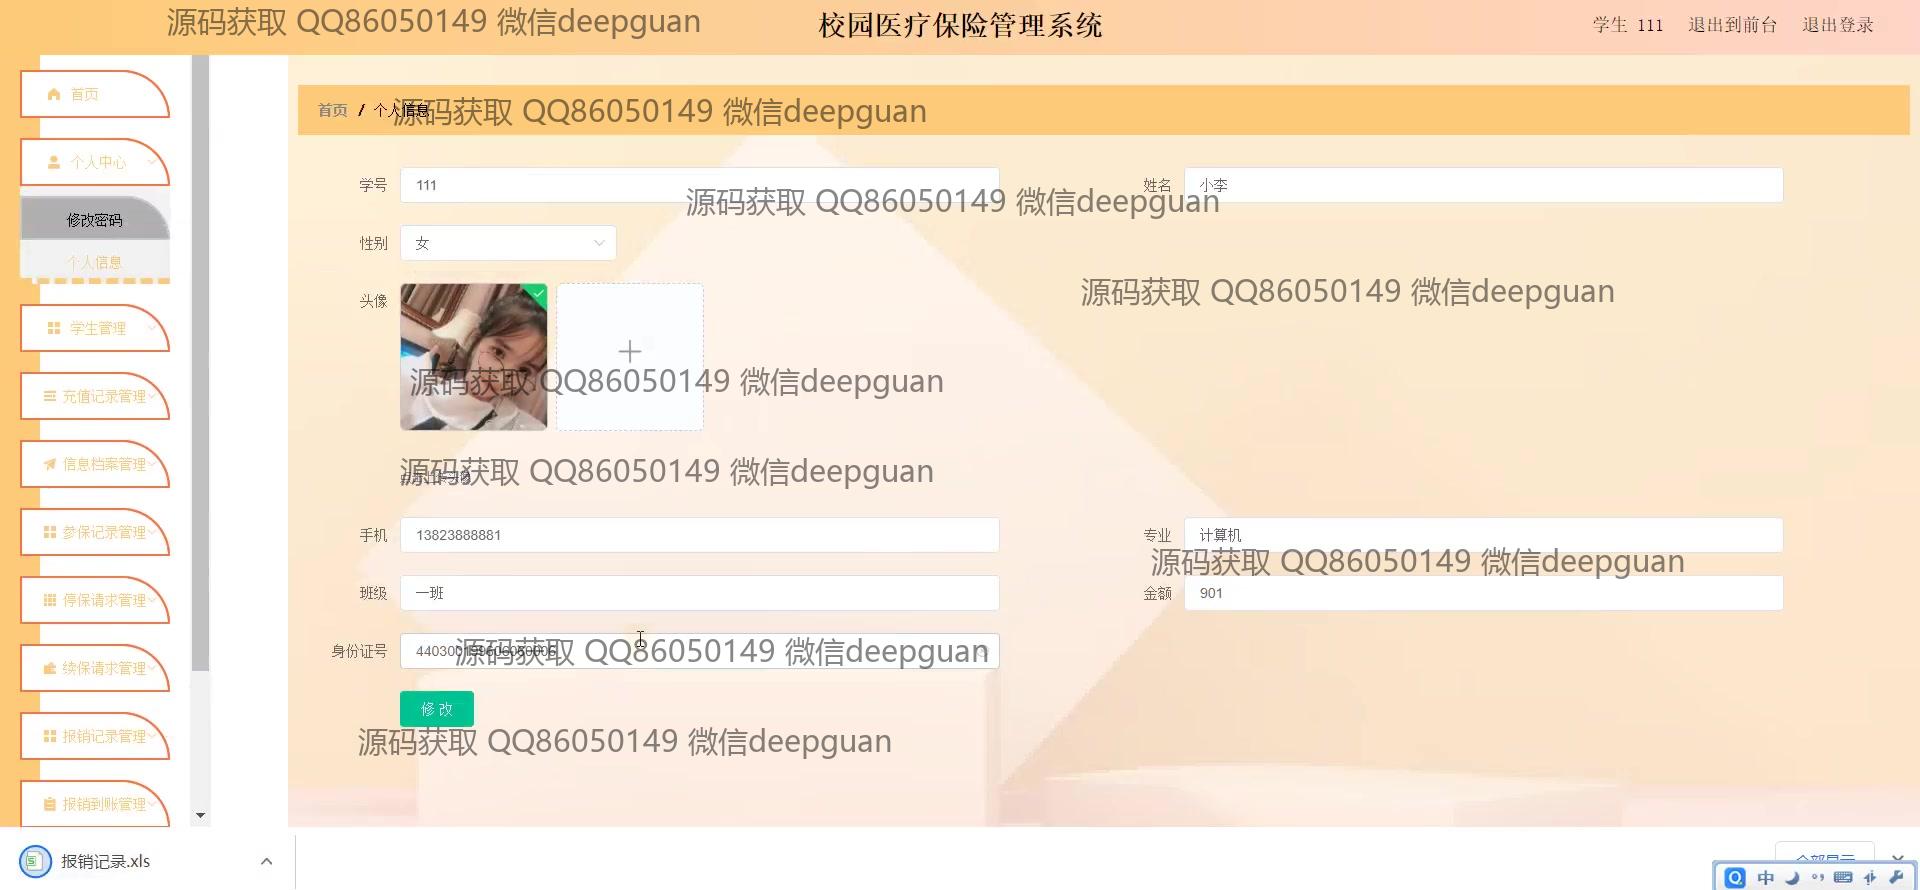 源码获取 QQ86050149 微信deepguan
校园医疗保险管理系统
学生 111 退出到前台 退出登录
首页
个人中心
修改密码
个人信息
学生管理
充值记录管理
信息档案管理
参保记录管理
停保请求管理
续保请求管理
报销记录管理
报销到账管理
首页 / 个人信息
源码获取 QQ86050149 微信deepguan
学号 111
姓名 小李
源码获取 QQ86050149 微信deepguan
性别 女
源码获取 QQ86050149 微信deepguan
头像
源码获取 QQ86050149 微信deepguan
源码获取 QQ86050149 微信deepguan
手机 13823888881
专业 计算机
源码获取 QQ86050149 微信deepguan
班级 一班
金额 901
身份证号
源码获取 QQ86050149 微信deepguan
修改
源码获取 QQ86050149 微信deepguan
报销记录.xls
全部显示
中